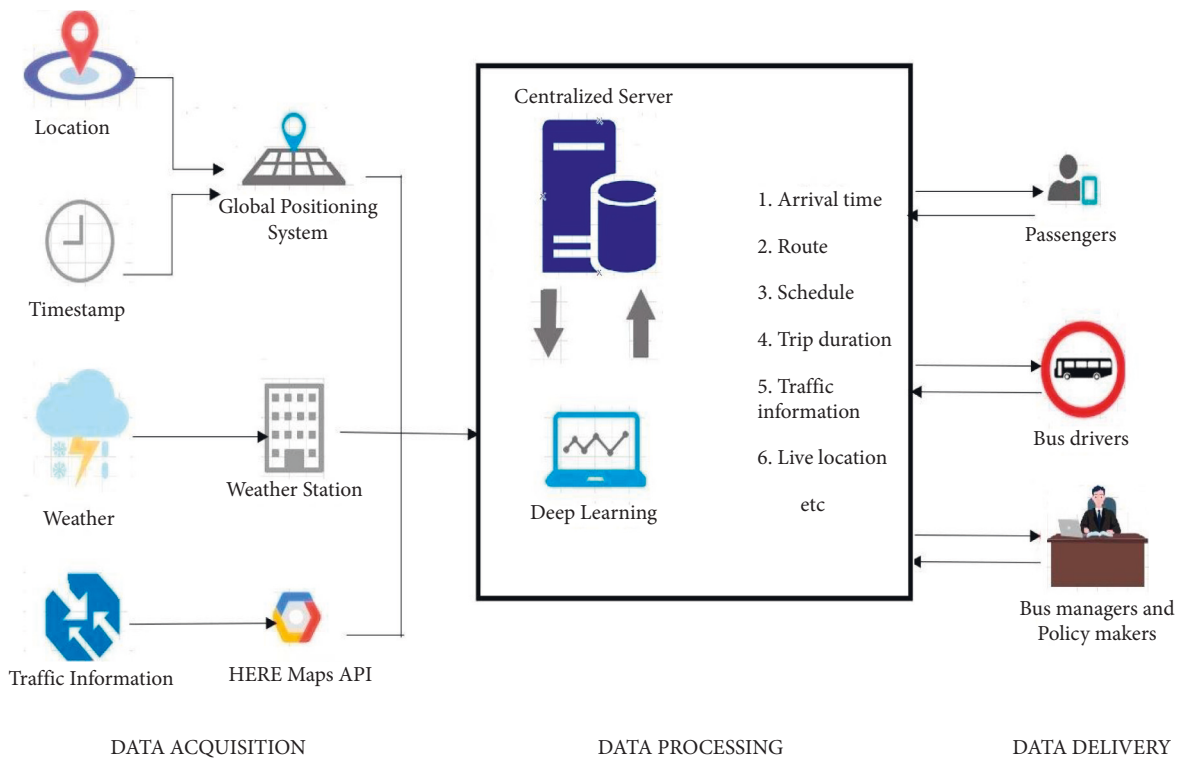 Location
Timestamp
Global Positioning
System
Weather
Weather Station
Traffic Information
HERE Maps API
DATA ACQUISITION
Centralized Server
Deep Learning
1. Arrival time
2. Route
3. Schedule
4. Trip duration
5. Traffic
information
6. Live location
etc
DATA PROCESSING
Passengers
Bus drivers
Bus managers and
Policy makers
DATA DELIVERY